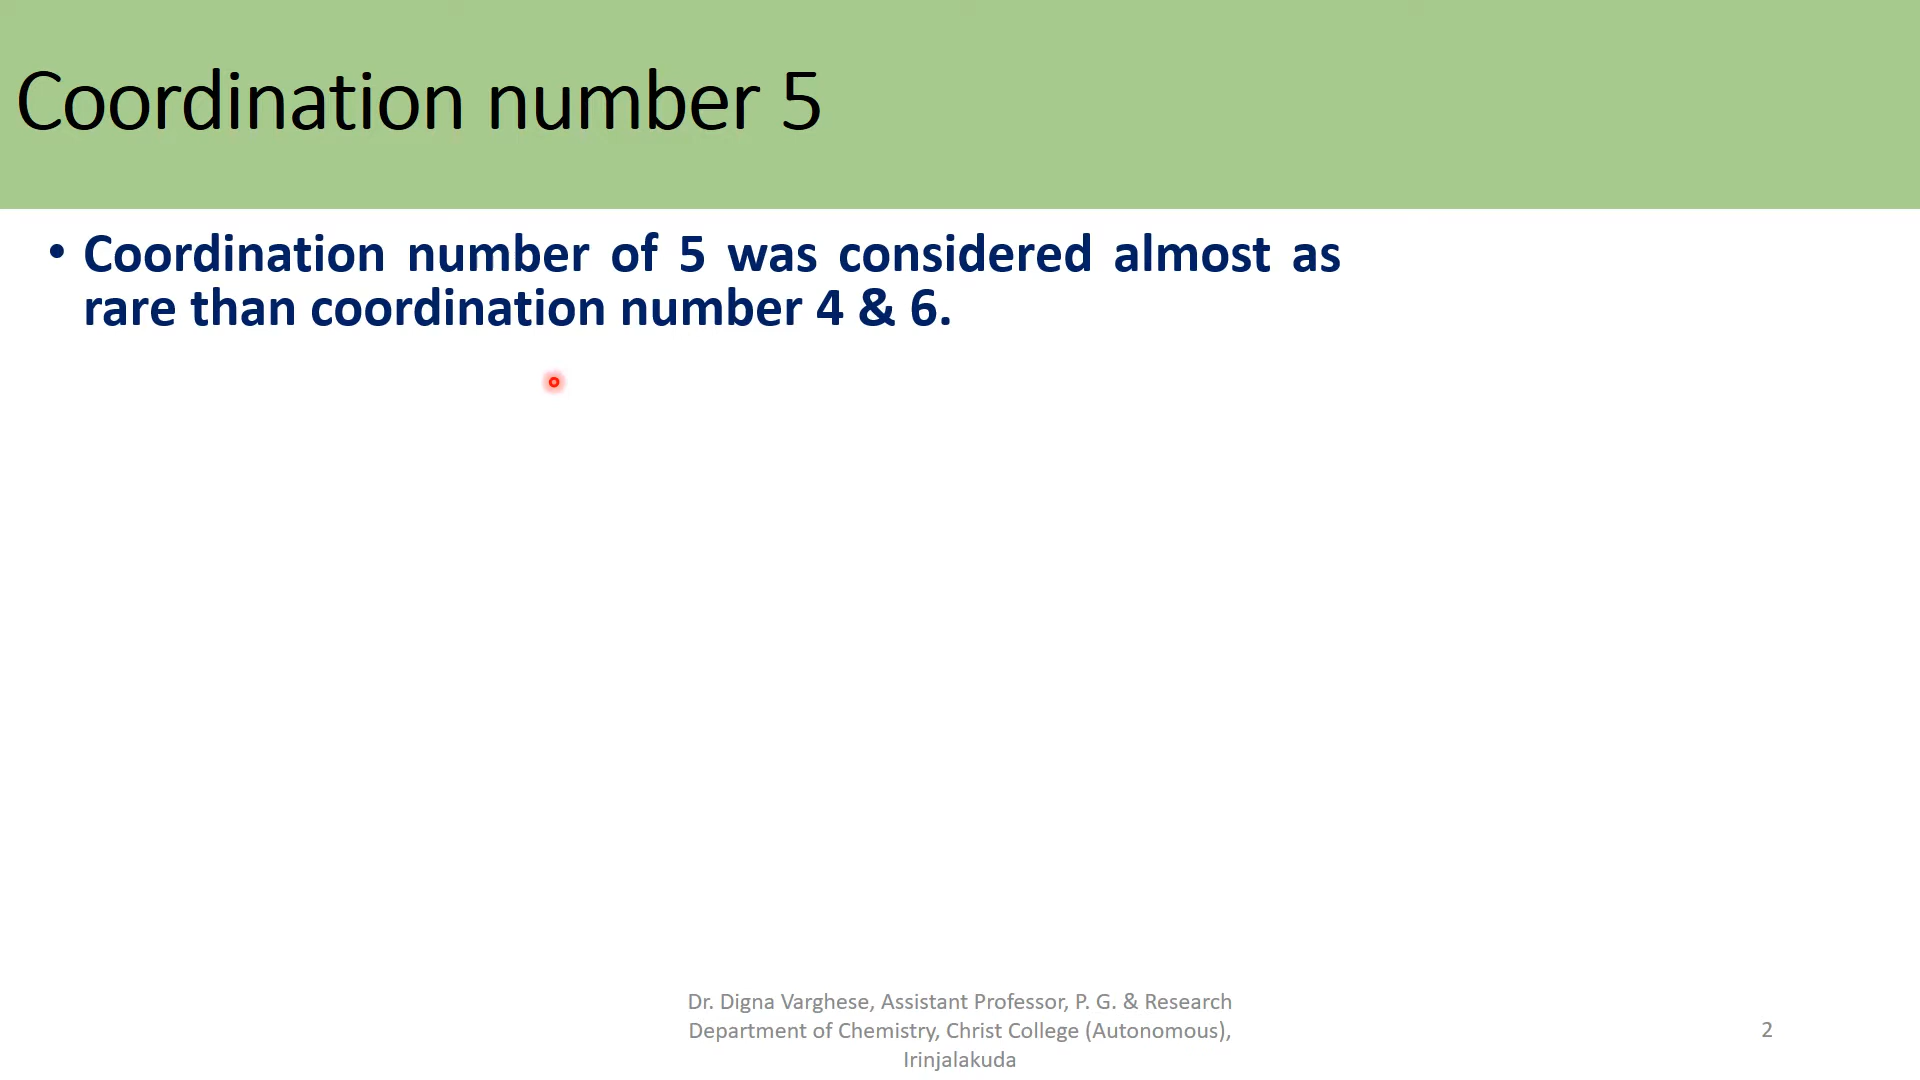 Coordination number 5
• Coordination number of 5 was considered almost as
rare than coordination number 4 & 6.
Dr. Digna Varghese, Assistant Professor, P. G. & Research
Department of Chemistry, Christ College (Autonomous),
Irinjalakuda
2